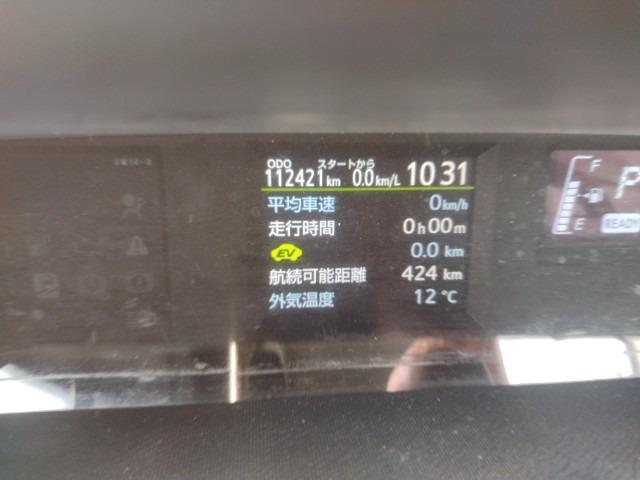 ODO スタートから
112421km 0.0km/L 10 31
平均車速 0km/h
走行時間 0h00m
EV 0.0 km
航続可能距離 424 km
外気温度 12 ℃
F
E
P
READY